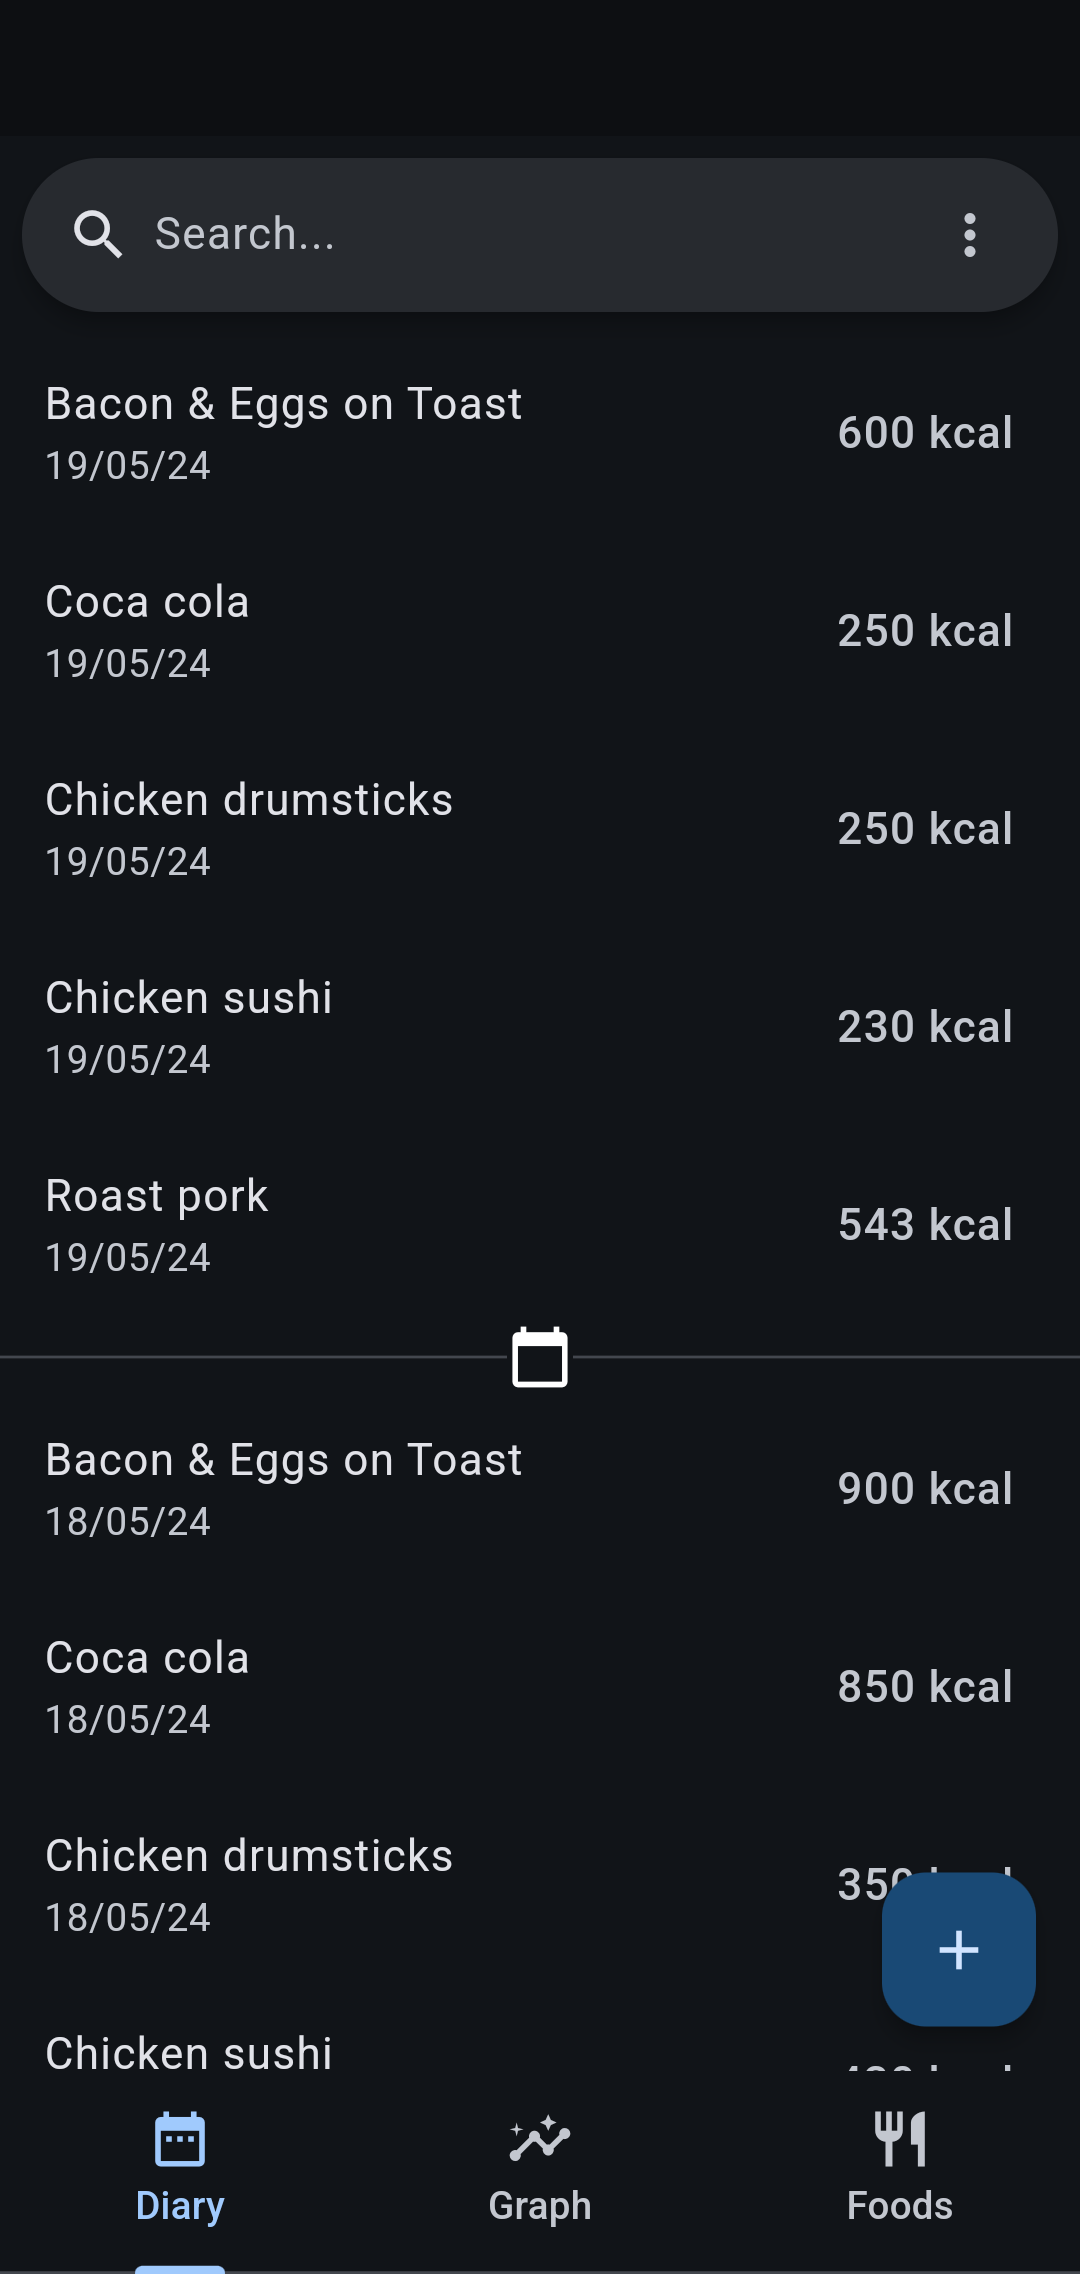 Search...
Bacon & Eggs on Toast
600 kcal
19/05/24
Coca cola
250 kcal
19/05/24
Chicken drumsticks
250 kcal
19/05/24
Chicken sushi
230 kcal
19/05/24
Roast pork
543 kcal
19/05/24
Bacon & Eggs on Toast
900 kcal
18/05/24
Coca cola
850 kcal
18/05/24
Chicken drumsticks
18/05/24
Chicken sushi
Diary
Graph
Foods